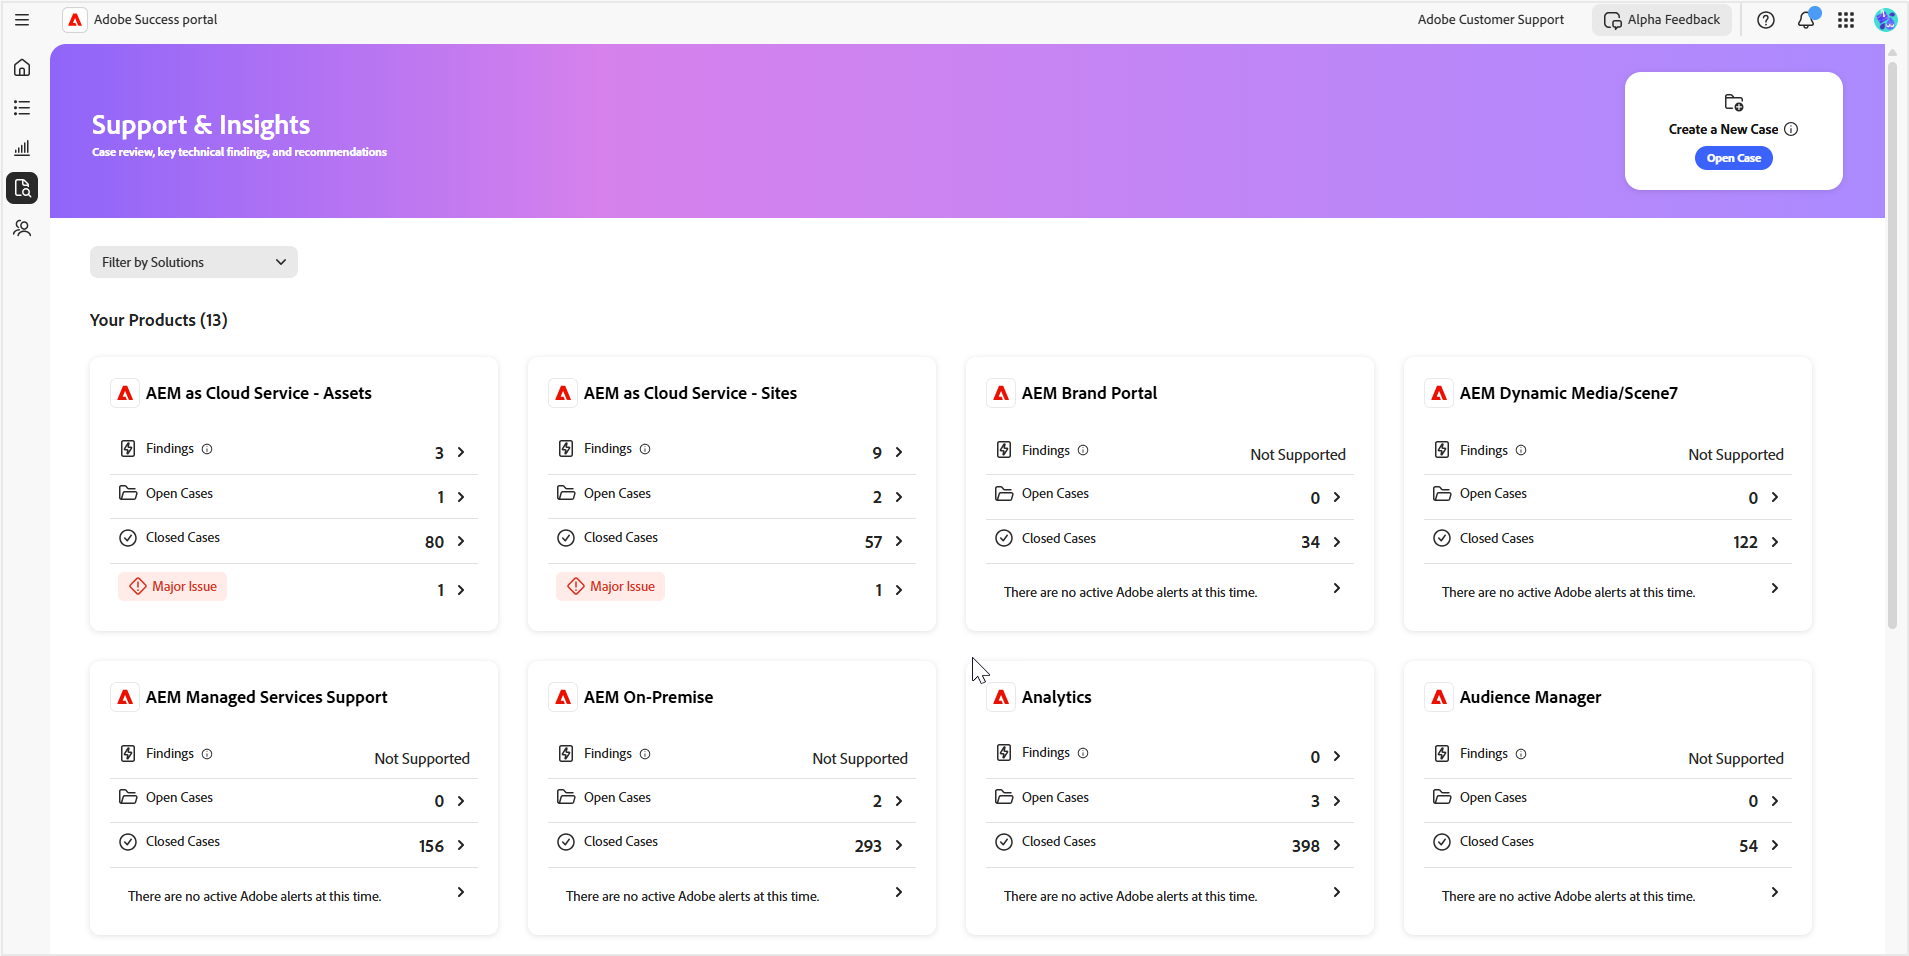 Adobe Success portal
Adobe Customer Support
Alpha Feedback
Support & Insights
Case review, key technical findings, and recommendations
Create a New Case
Open Case
Filter by Solutions
Your Products (13)
AEM as Cloud Service - Assets
Findings 3
Open Cases 1
Closed Cases 80
Major Issue 1
AEM as Cloud Service - Sites
Findings 9
Open Cases 2
Closed Cases 57
Major Issue 1
AEM Brand Portal
Findings Not Supported
Open Cases 0
Closed Cases 34
There are no active Adobe alerts at this time.
AEM Dynamic Media/Scene7
Findings Not Supported
Open Cases 0
Closed Cases 122
There are no active Adobe alerts at this time.
AEM Managed Services Support
Findings Not Supported
Open Cases 0
Closed Cases 156
There are no active Adobe alerts at this time.
AEM On-Premise
Findings Not Supported
Open Cases 2
Closed Cases 293
There are no active Adobe alerts at this time.
Analytics
Findings 0
Open Cases 3
Closed Cases 398
There are no active Adobe alerts at this time.
Audience Manager
Findings Not Supported
Open Cases 0
Closed Cases 54
There are no active Adobe alerts at this time.